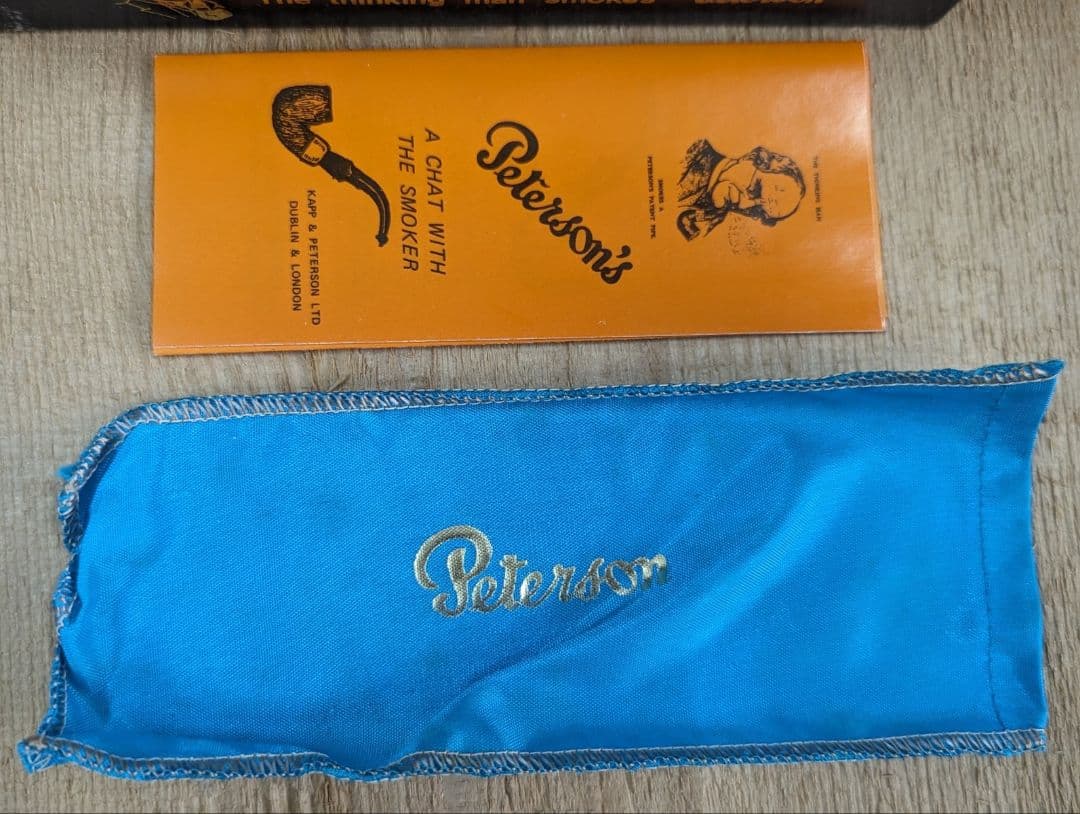 The thinking man smokes a Peterson
THE THINKING MAN
SMOKES A
PETERSON'S PATENT PIPE
Peterson's
A CHAT WITH
THE SMOKER
KAPP & PETERSON LTD
DUBLIN & LONDON
Peterson